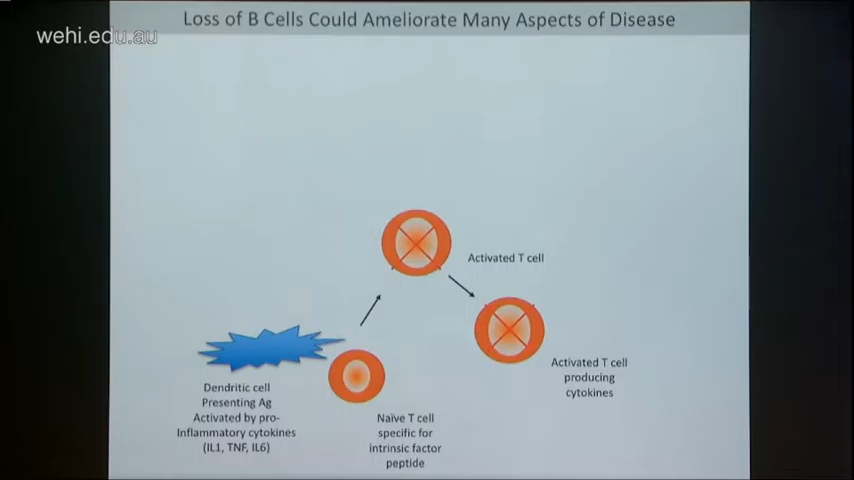 Loss of B Cells Could Ameliorate Many Aspects of Disease
wehi.edu.au
Activated T cell
Activated T cell
producing
cytokines
Dendritic cell
Presenting Ag
Activated by pro-
Inflammatory cytokines
(IL1, TNF, IL6)
Naïve T cell
specific for
intrinsic factor
peptide